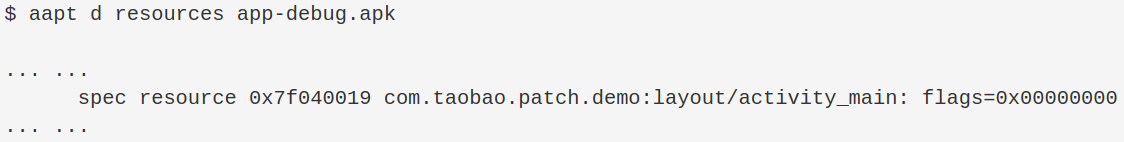 $ aapt d resources app-debug.apk
... ...
spec resource 0x7f040019 com.taobao.patch.demo:layout/activity_main: flags=0x00000000
... ...